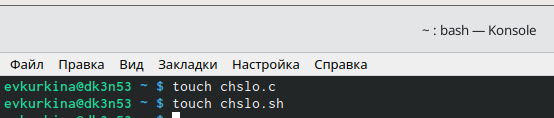 ~ : bash — Konsole
Файл Правка Вид Закладки Настройка Справка
evkurkina@dk3n53 ~ $ touch chslo.c
evkurkina@dk3n53 ~ $ touch chslo.sh